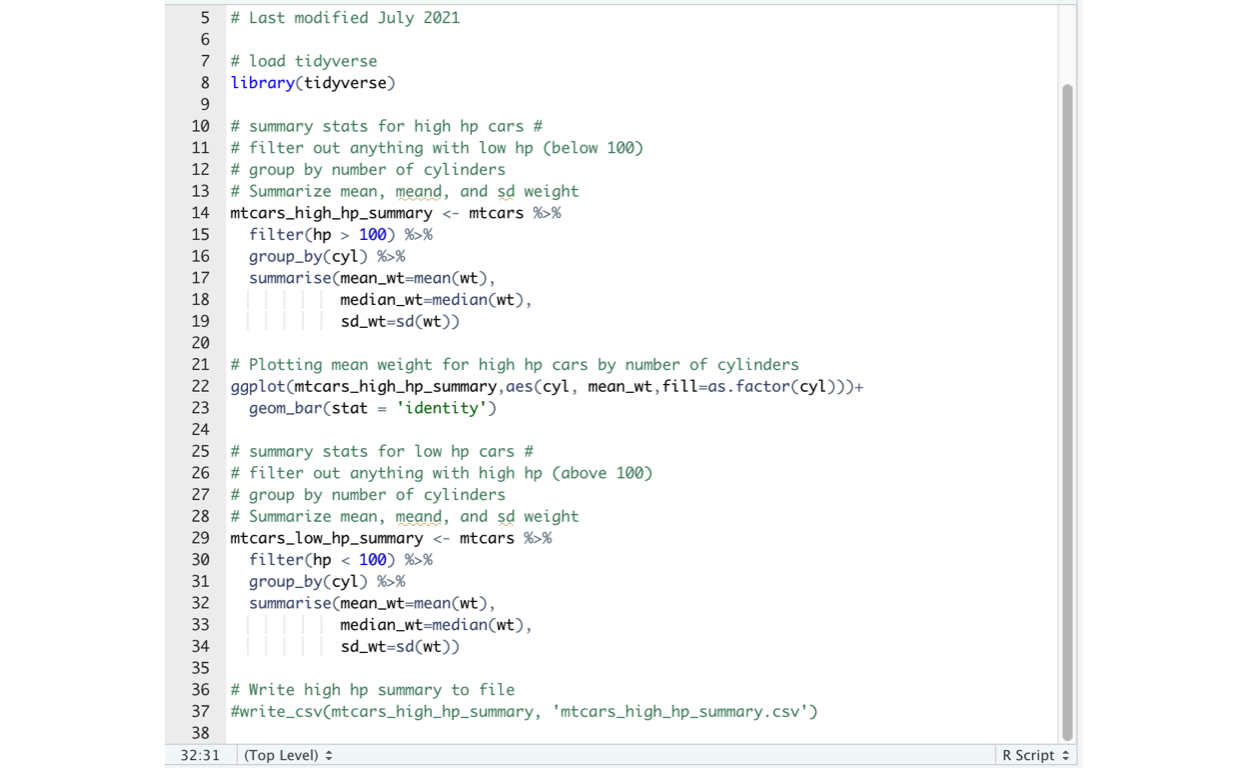 5 # Last modified July 2021
6
7 # load tidyverse
8 library(tidyverse)
9
10 # summary stats for high hp cars #
11 # filter out anything with low hp (below 100)
12 # group by number of cylinders
13 # Summarize mean, meand, and sd weight
14 mtcars_high_hp_summary <- mtcars %>%
15   filter(hp > 100) %>%
16   group_by(cyl) %>%
17   summarise(mean_wt=mean(wt),
18             median_wt=median(wt),
19             sd_wt=sd(wt))
20
21 # Plotting mean weight for high hp cars by number of cylinders
22 ggplot(mtcars_high_hp_summary,aes(cyl, mean_wt,fill=as.factor(cyl)))+
23   geom_bar(stat = 'identity')
24
25 # summary stats for low hp cars #
26 # filter out anything with high hp (above 100)
27 # group by number of cylinders
28 # Summarize mean, meand, and sd weight
29 mtcars_low_hp_summary <- mtcars %>%
30   filter(hp < 100) %>%
31   group_by(cyl) %>%
32   summarise(mean_wt=mean(wt),
33             median_wt=median(wt),
34             sd_wt=sd(wt))
35
36 # Write high hp summary to file
37 #write_csv(mtcars_high_hp_summary, 'mtcars_high_hp_summary.csv')
38
32:31 (Top Level) R Script